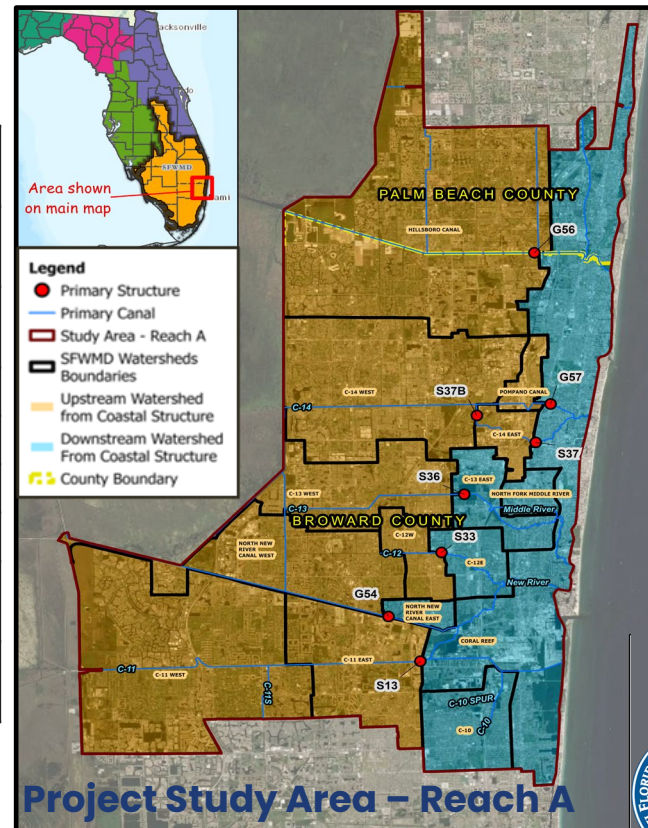 Jacksonville
SFWMD
Area shown
on main map
Legend
Primary Structure
Primary Canal
Study Area - Reach A
SFWMD Watersheds
Boundaries
Upstream Watershed
from Coastal Structure
Downstream Watershed
From Coastal Structure
County Boundary
PALM BEACH COUNTY
HILLSBORO CANAL
G56
C-14 WEST
S37B
POMPANO CANAL
G57
C-14
C-14 EAST
S37
S36
C-13 EAST
C-13 WEST
NORTH FORK MIDDLE RIVER
C-13
Middle River
BROWARD COUNTY
S33
C-12W
NORTH NEW
RIVER
CANAL WEST
C-12
C-12E
New River
G54
NORTH NEW
RIVER
CANAL EAST
CORAL REEF
C-11
C-11 WEST
C-11 EAST
C-11S
S13
C-10 SPUR
C-10
C-10
Project Study Area – Reach A
FLORI